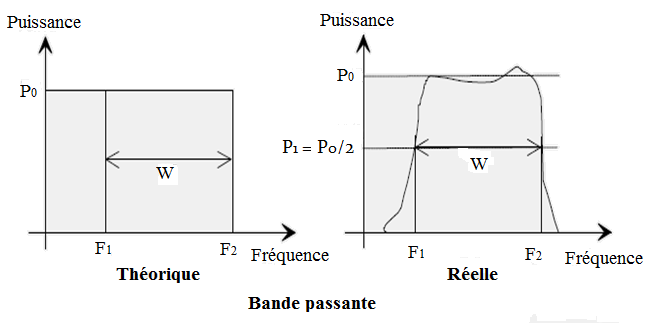 Puissance
P0
W
F1
F2
Fréquence
Théorique
Puissance
P0
P1 = P0/2
W
F1
F2
Fréquence
Réelle
Bande passante